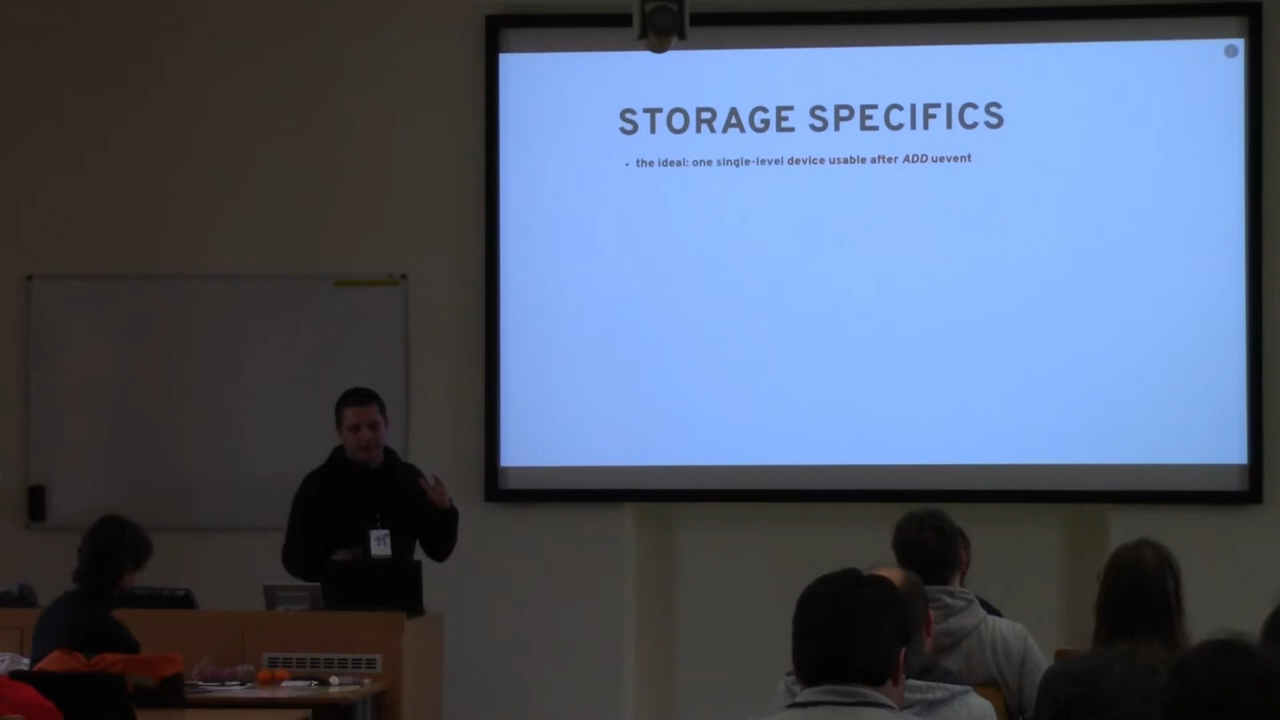 STORAGE SPECIFICS
• the ideal: one single-level device usable after ADD uevent